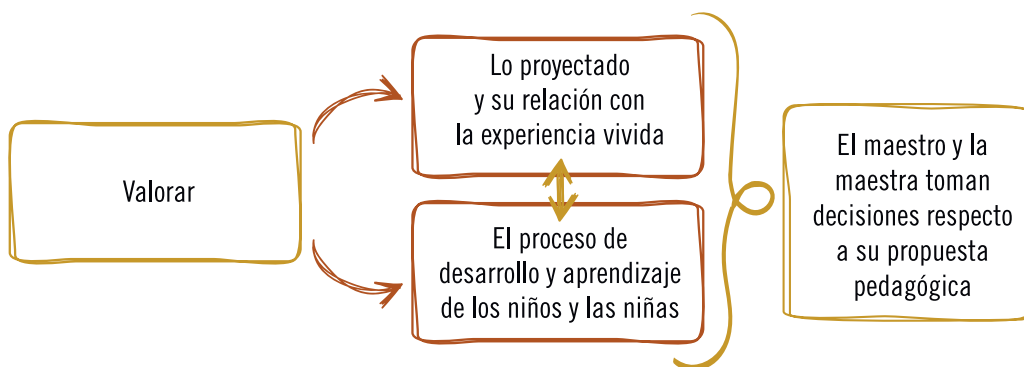 Valorar
Lo proyectado
y su relación con
la experiencia vivida
El proceso de
desarrollo y aprendizaje
de los niños y las niñas
El maestro y la
maestra toman
decisiones respecto
a su propuesta
pedagógica